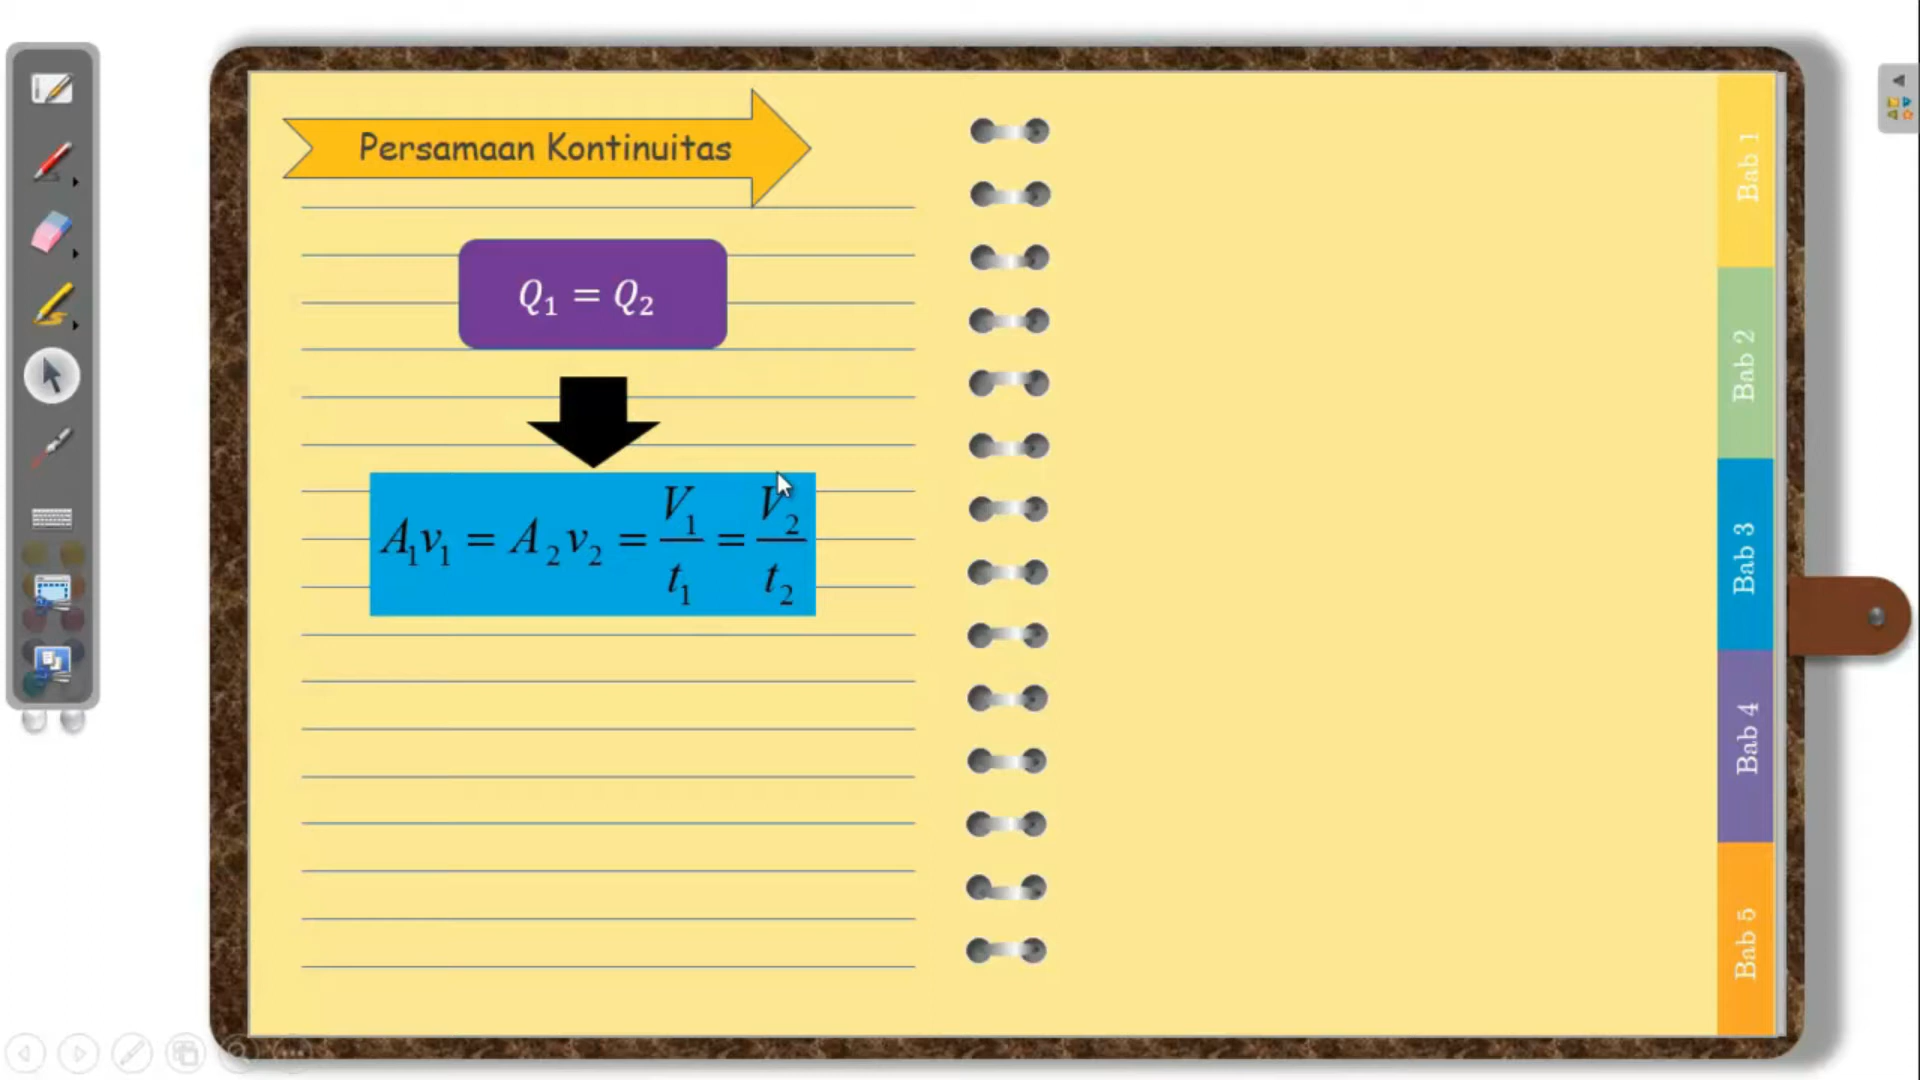 Persamaan Kontinuitas
Q₁ = Q₂
A₁v₁ = A₂v₂ = V₁/t₁ = V₂/t₂
Bab 1
Bab 2
Bab 3
Bab 4
Bab 5